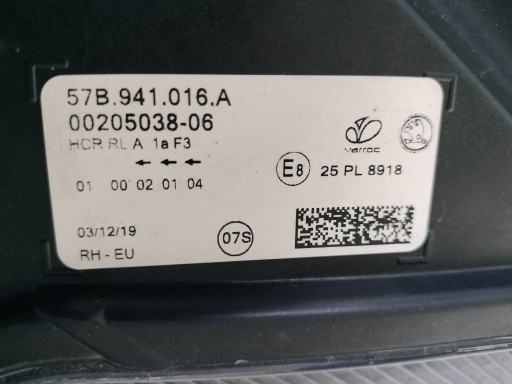 57B.941.016.A
00205038-06
HCR RL A 1a F3
varroc
E8 25 PL 8918
01 00 02 01 04
03/12/19
07S
RH - EU